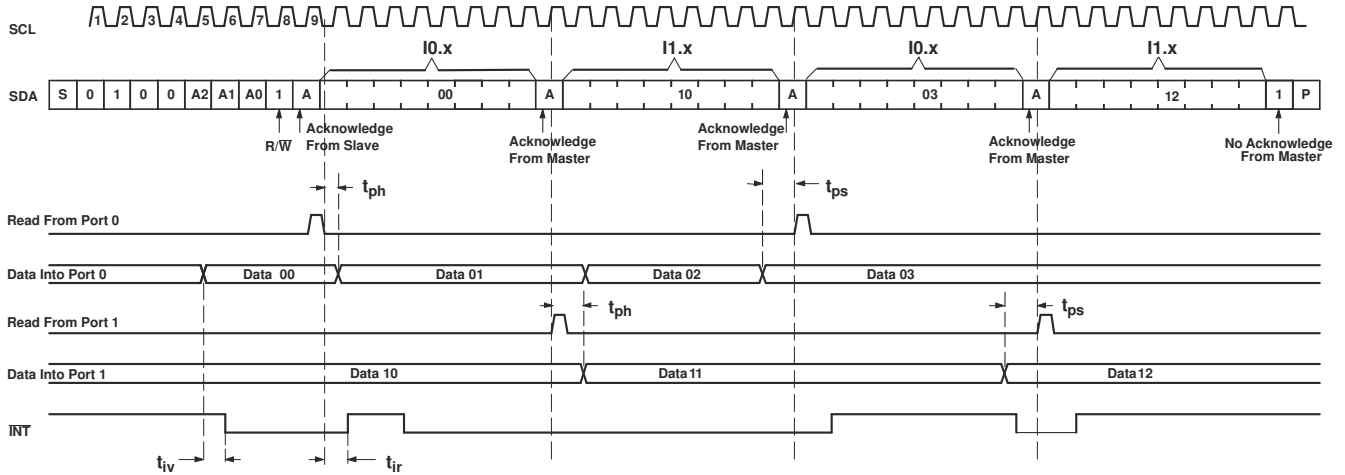 SCL 1 2 3 4 5 6 7 8 9
I0.x I1.x I0.x I1.x
SDA S 0 1 0 0 A2 A1 A0 1 A 00 A 10 A 03 A 12 1 P
R/W̅
Acknowledge
From Slave
Acknowledge
From Master
Acknowledge
From Master
Acknowledge
From Master
No Acknowledge
From Master
tph tps
Read From Port 0
Data Into Port 0 Data 00 Data 01 Data 02 Data 03
tph tps
Read From Port 1
Data Into Port 1 Data 10 Data 11 Data 12
I̅N̅T̅
tiv tir